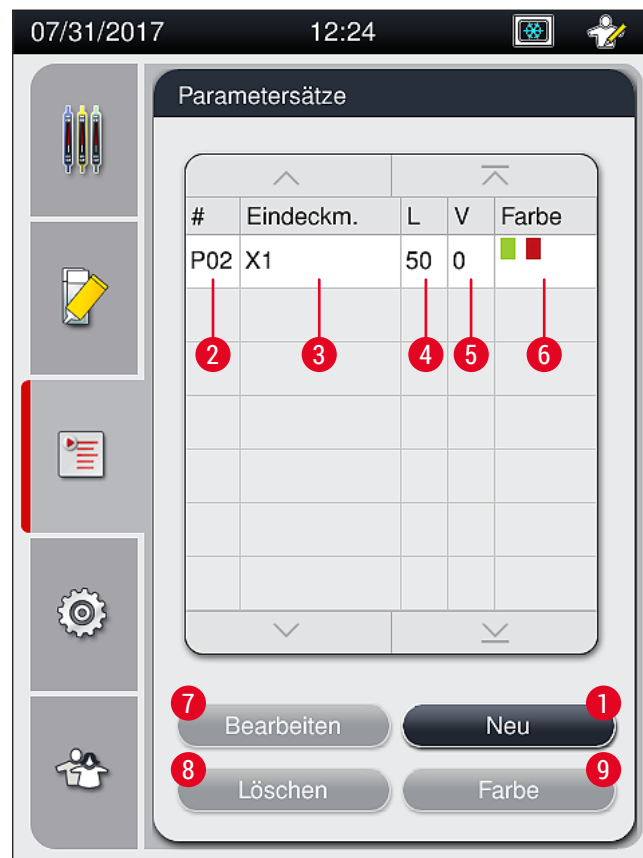 07/31/2017 12:24
Parametersätze
# Eindeckm. L V Farbe
P02 X1 50 0
2 3 4 5 6
7 1
Bearbeiten Neu
8 9
Löschen Farbe